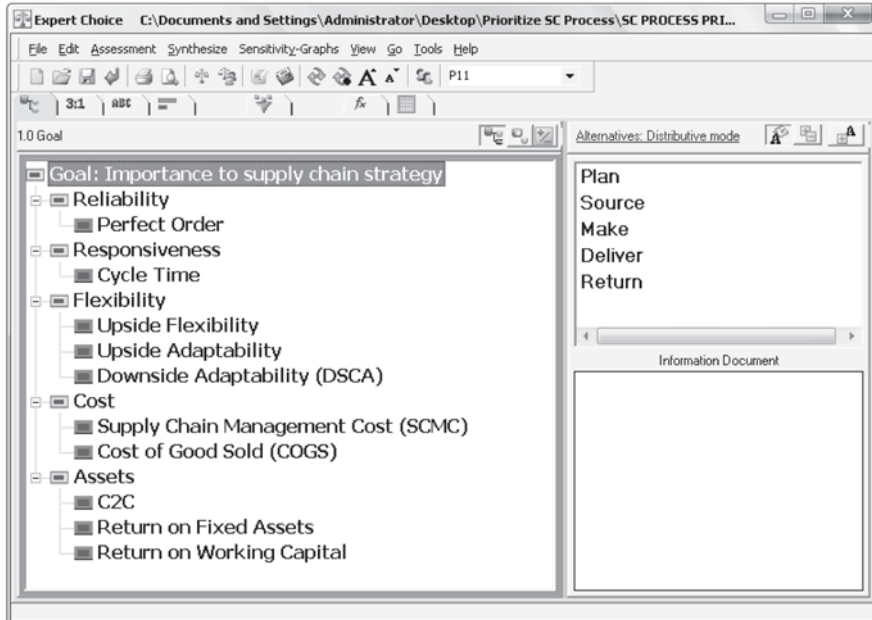 Expert Choice C:\Documents and Settings\Administrator\Desktop\Prioritize SC Process\SC PROCESS PRI...
File Edit Assessment Synthesize Sensitivity-Graphs View Go Tools Help
A A P11
3:1 ABC fx
1.0 Goal
Alternatives: Distributive mode A A
Goal: Importance to supply chain strategy
Reliability
Perfect Order
Responsiveness
Cycle Time
Flexibility
Upside Flexibility
Upside Adaptability
Downside Adaptability (DSCA)
Cost
Supply Chain Management Cost (SCMC)
Cost of Good Sold (COGS)
Assets
C2C
Return on Fixed Assets
Return on Working Capital
Plan
Source
Make
Deliver
Return
Information Document